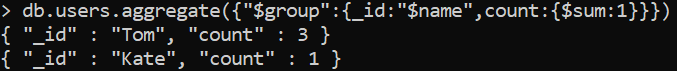 > db.users.aggregate({"$group":{_id:"$name",count:{$sum:1}}})
{ "_id" : "Tom", "count" : 3 }
{ "_id" : "Kate", "count" : 1 }